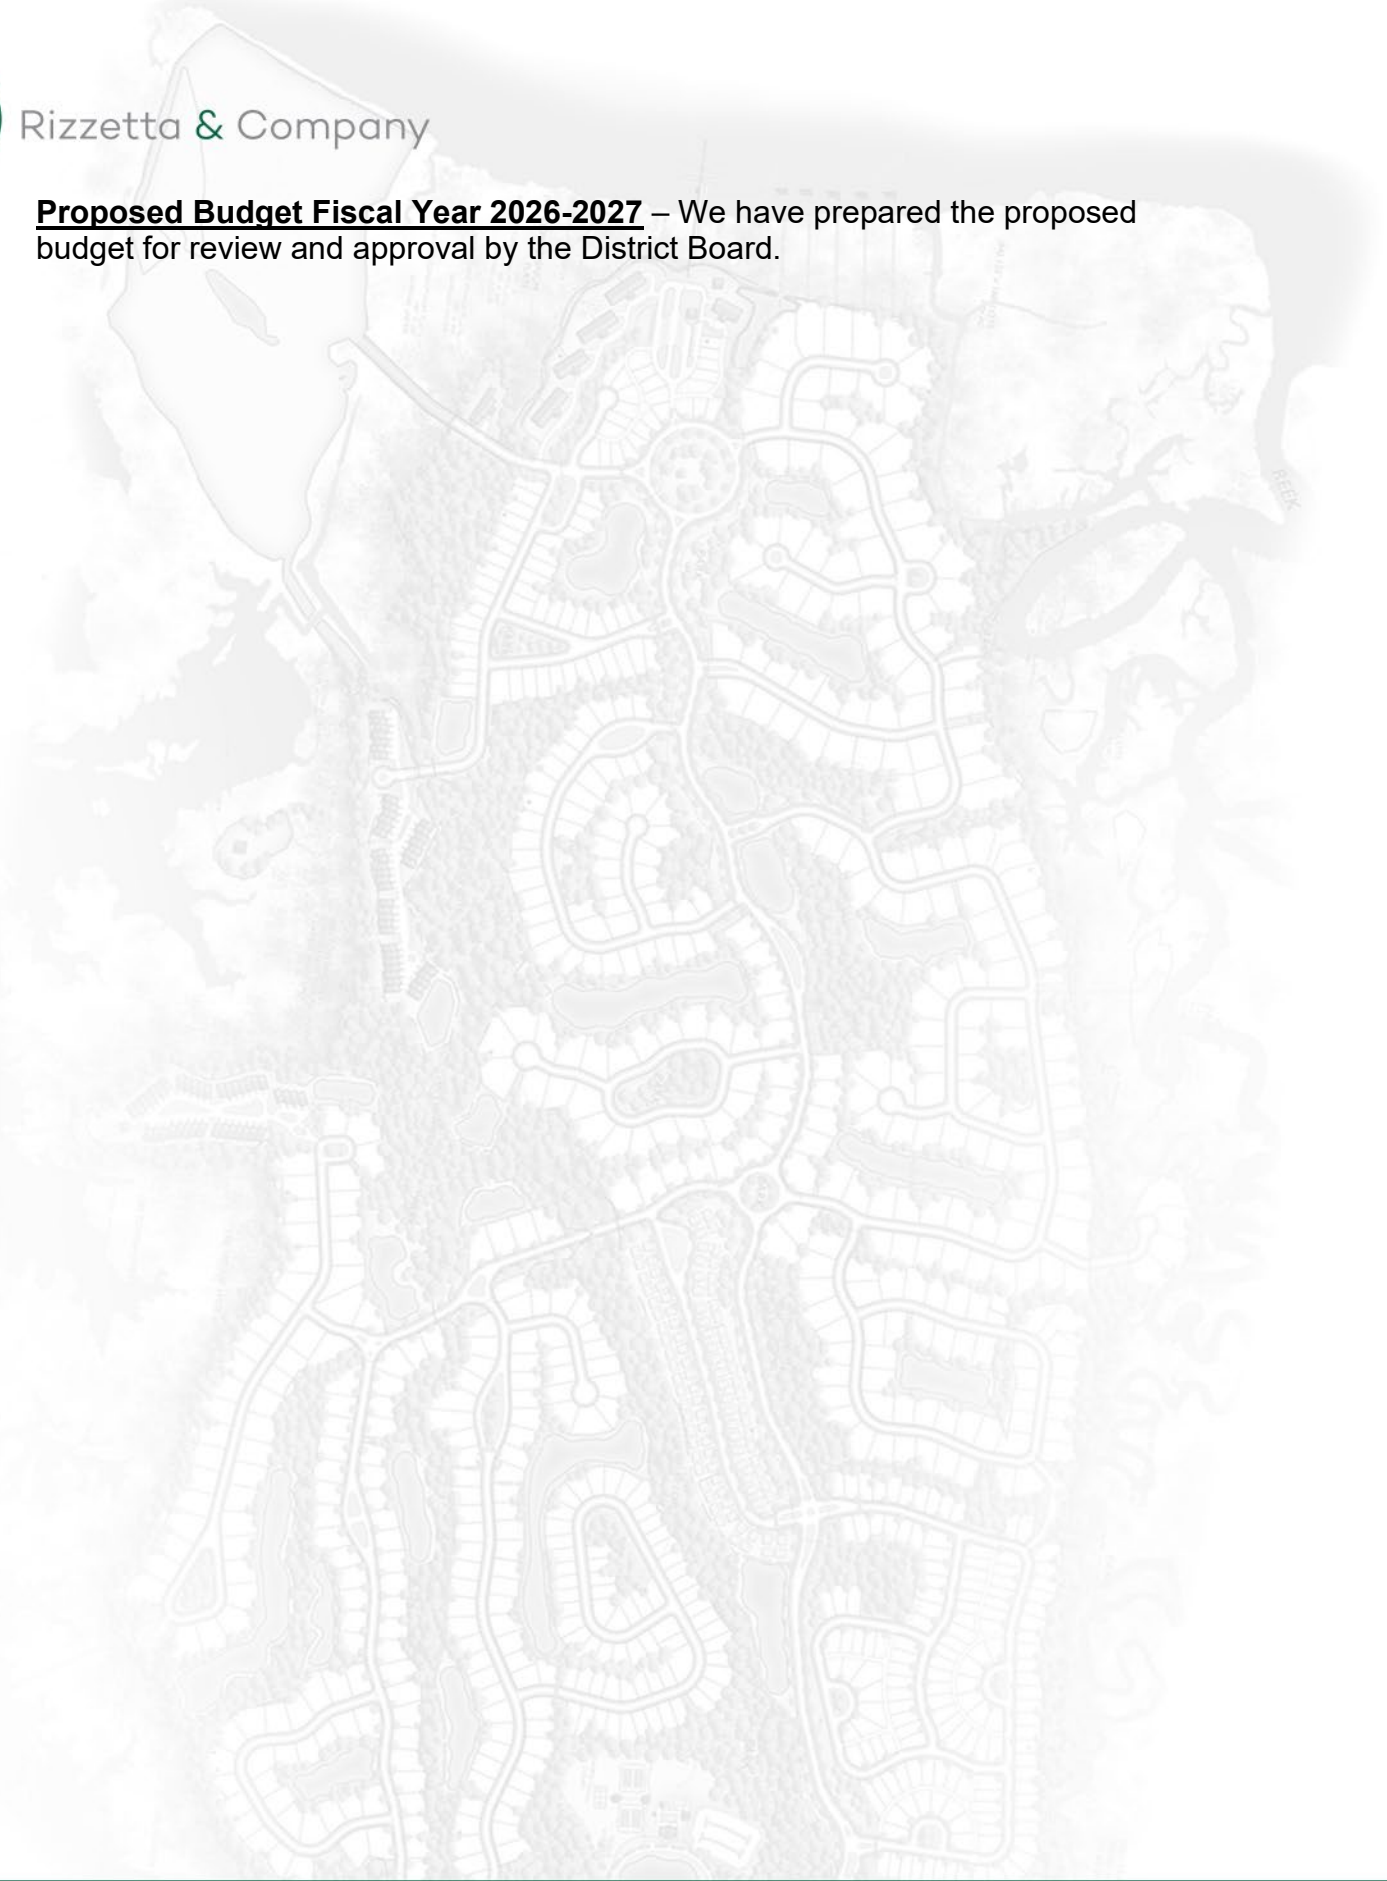 Rizzetta & Company
Proposed Budget Fiscal Year 2026-2027 – We have prepared the proposed
budget for review and approval by the District Board.